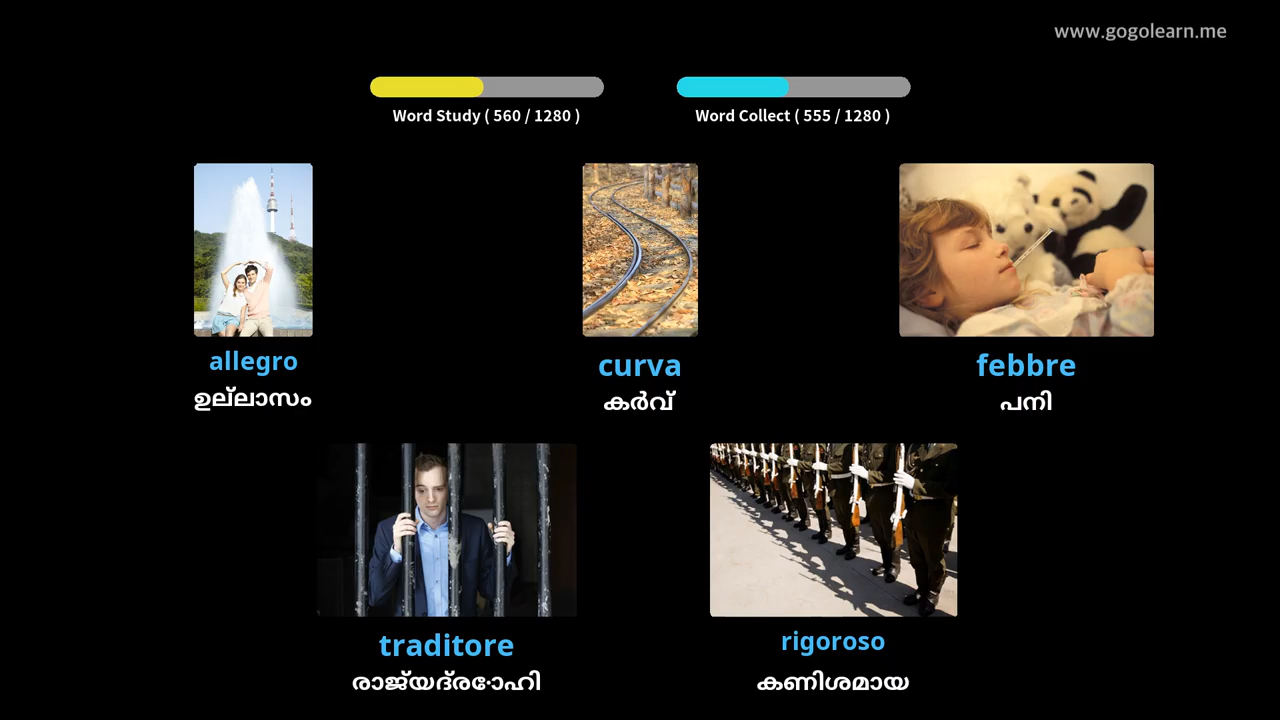 www.gogolearn.me
Word Study ( 560 / 1280 )
Word Collect ( 555 / 1280 )
allegro
ഉല്ലാസം
curva
കർവ്
febbre
പനി
traditore
രാജ്യദ്രോഹി
rigoroso
കണിശമായ